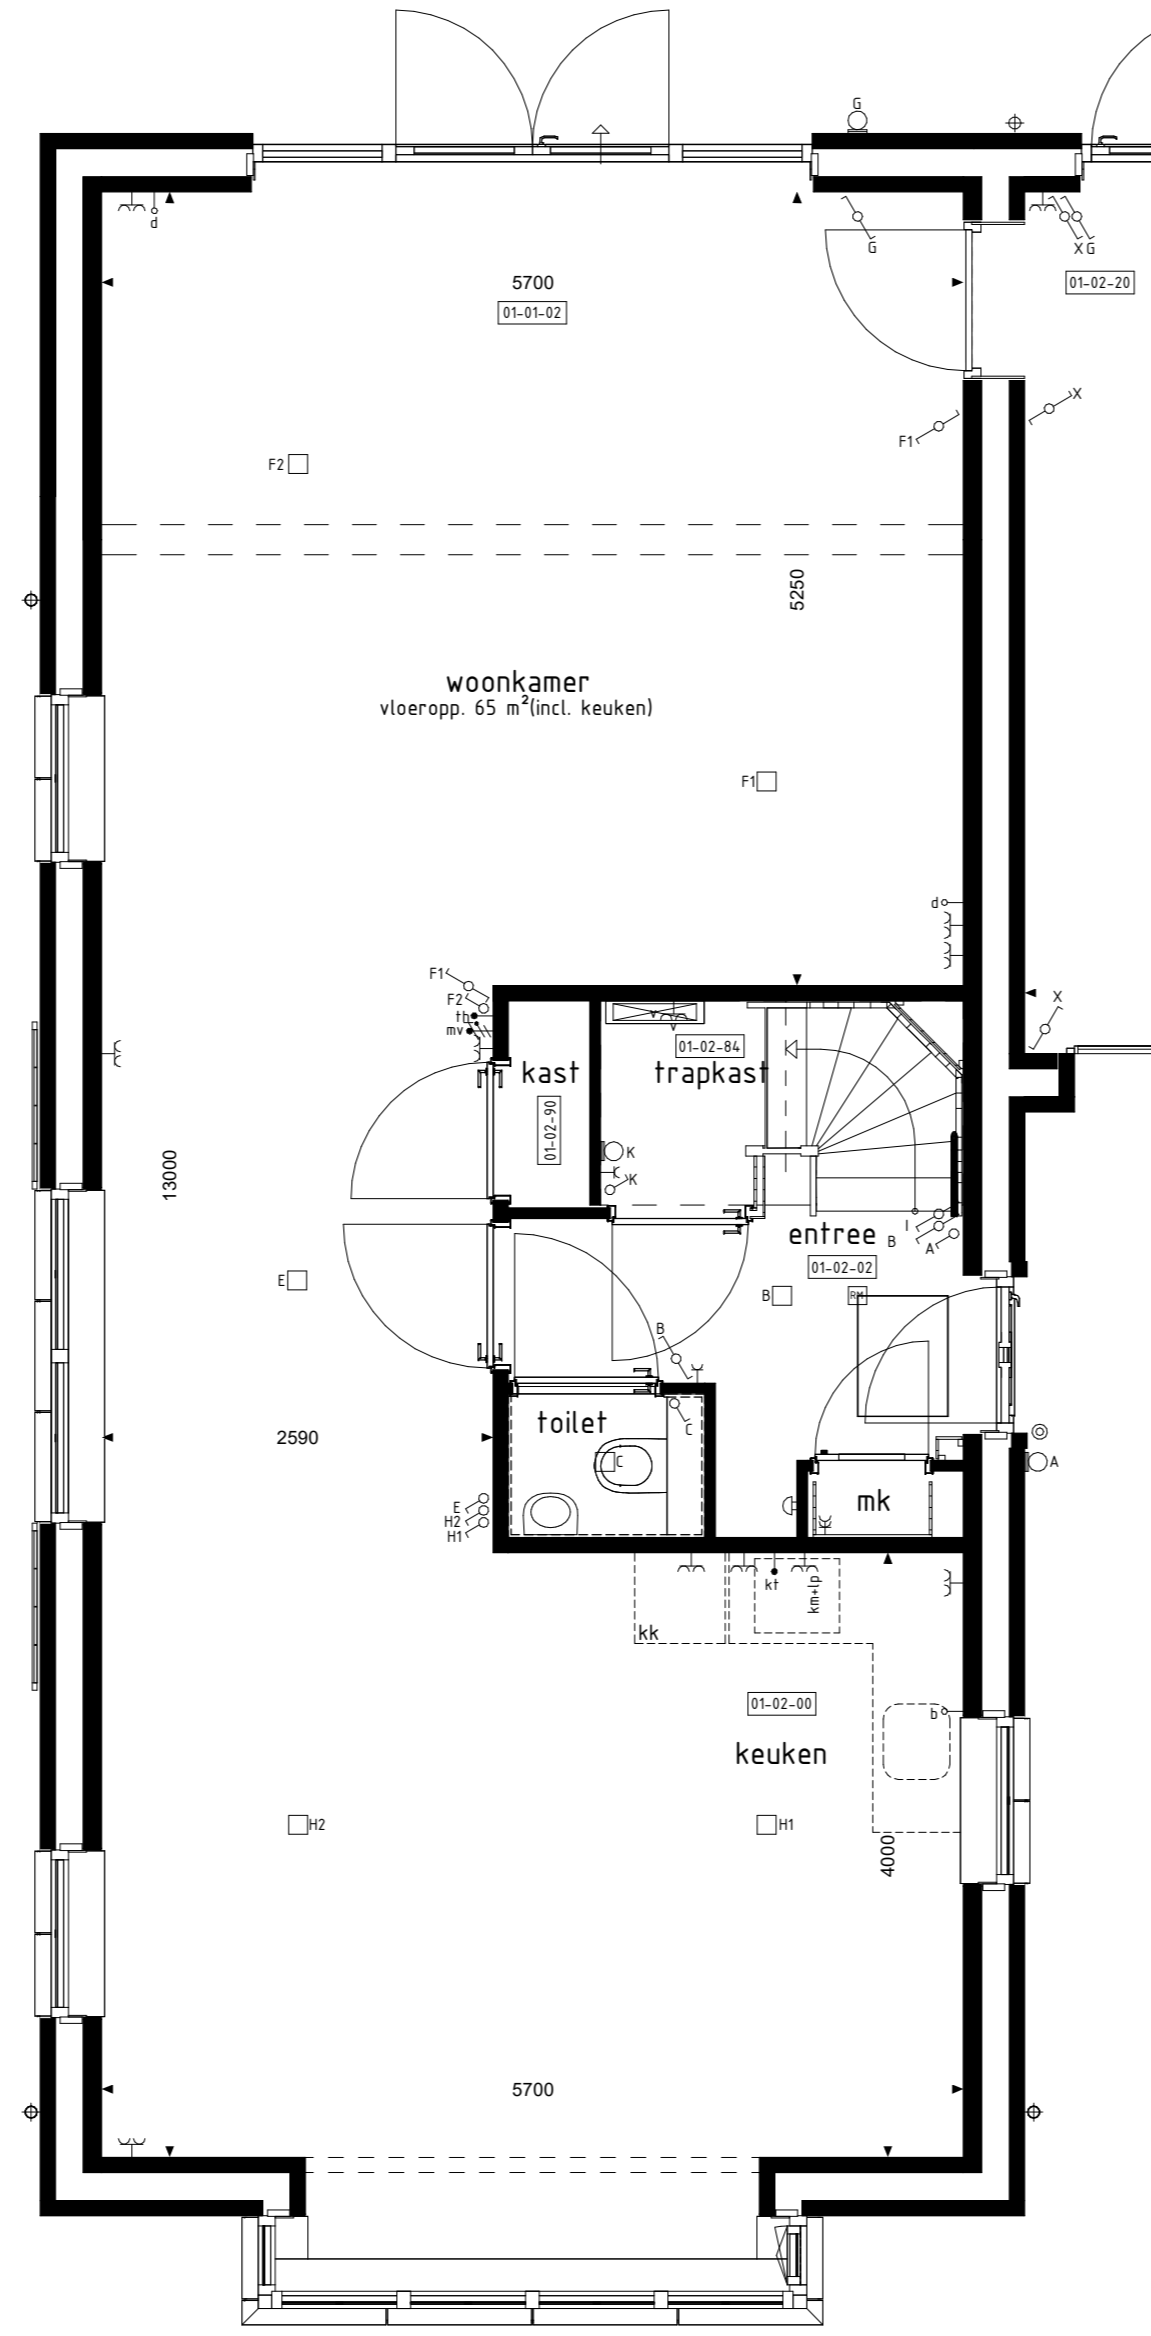 G
d
G
X G
5700
01-01-02
01-02-20
X
F1
F2
5250
woonkamer
vloeropp. 65 m²(incl. keuken)
F1
d
F1
F2
th
mv
X
01-02-84
kast
trapkast
01-02-90
K
K
13000
I
entree
B
A
01-02-02
E
B
RM
B
toilet
C
2590
C
A
mk
E
H2
H1
kt
km+lp
kk
01-02-00
b
keuken
H2
H1
4000
5700